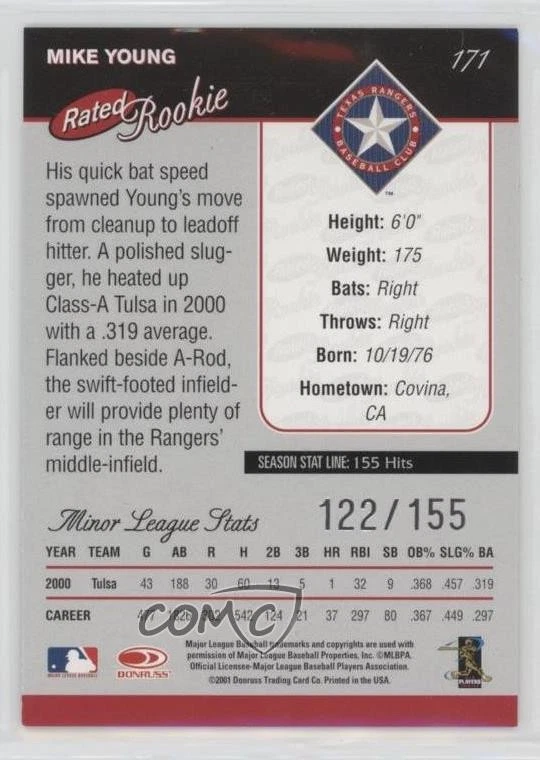 MIKE YOUNG
171
Rated Rookie
TEXAS RANGERS
BASEBALL CLUB
TM
His quick bat speed
spawned Young's move
from cleanup to leadoff
hitter. A polished slug-
ger, he heated up
Class-A Tulsa in 2000
with a .319 average.
Flanked beside A-Rod,
the swift-footed infield-
er will provide plenty of
range in the Rangers'
middle-infield.
Height: 6'0"
Weight: 175
Bats: Right
Throws: Right
Born: 10/19/76
Hometown: Covina,
CA
SEASON STAT LINE: 155 Hits
Minor League Stats
122/155
YEAR TEAM G AB R H 2B 3B HR RBI SB OB% SLG% BA
2000 Tulsa 43 188 30 60 13 5 1 32 9 .368 .457 .319
CAREER 542 124 21 37 297 80 .367 .449 .297
COMC
Major League Baseball trademarks and copyrights are used with
permission of Major League Baseball Properties, Inc. ©MLBPA.
Official Licensee-Major League Baseball Players Association.
©2001 Donruss Trading Card Co. Printed in the USA.
MAJOR LEAGUE BASEBALL
DONRUSS
PLAYERS